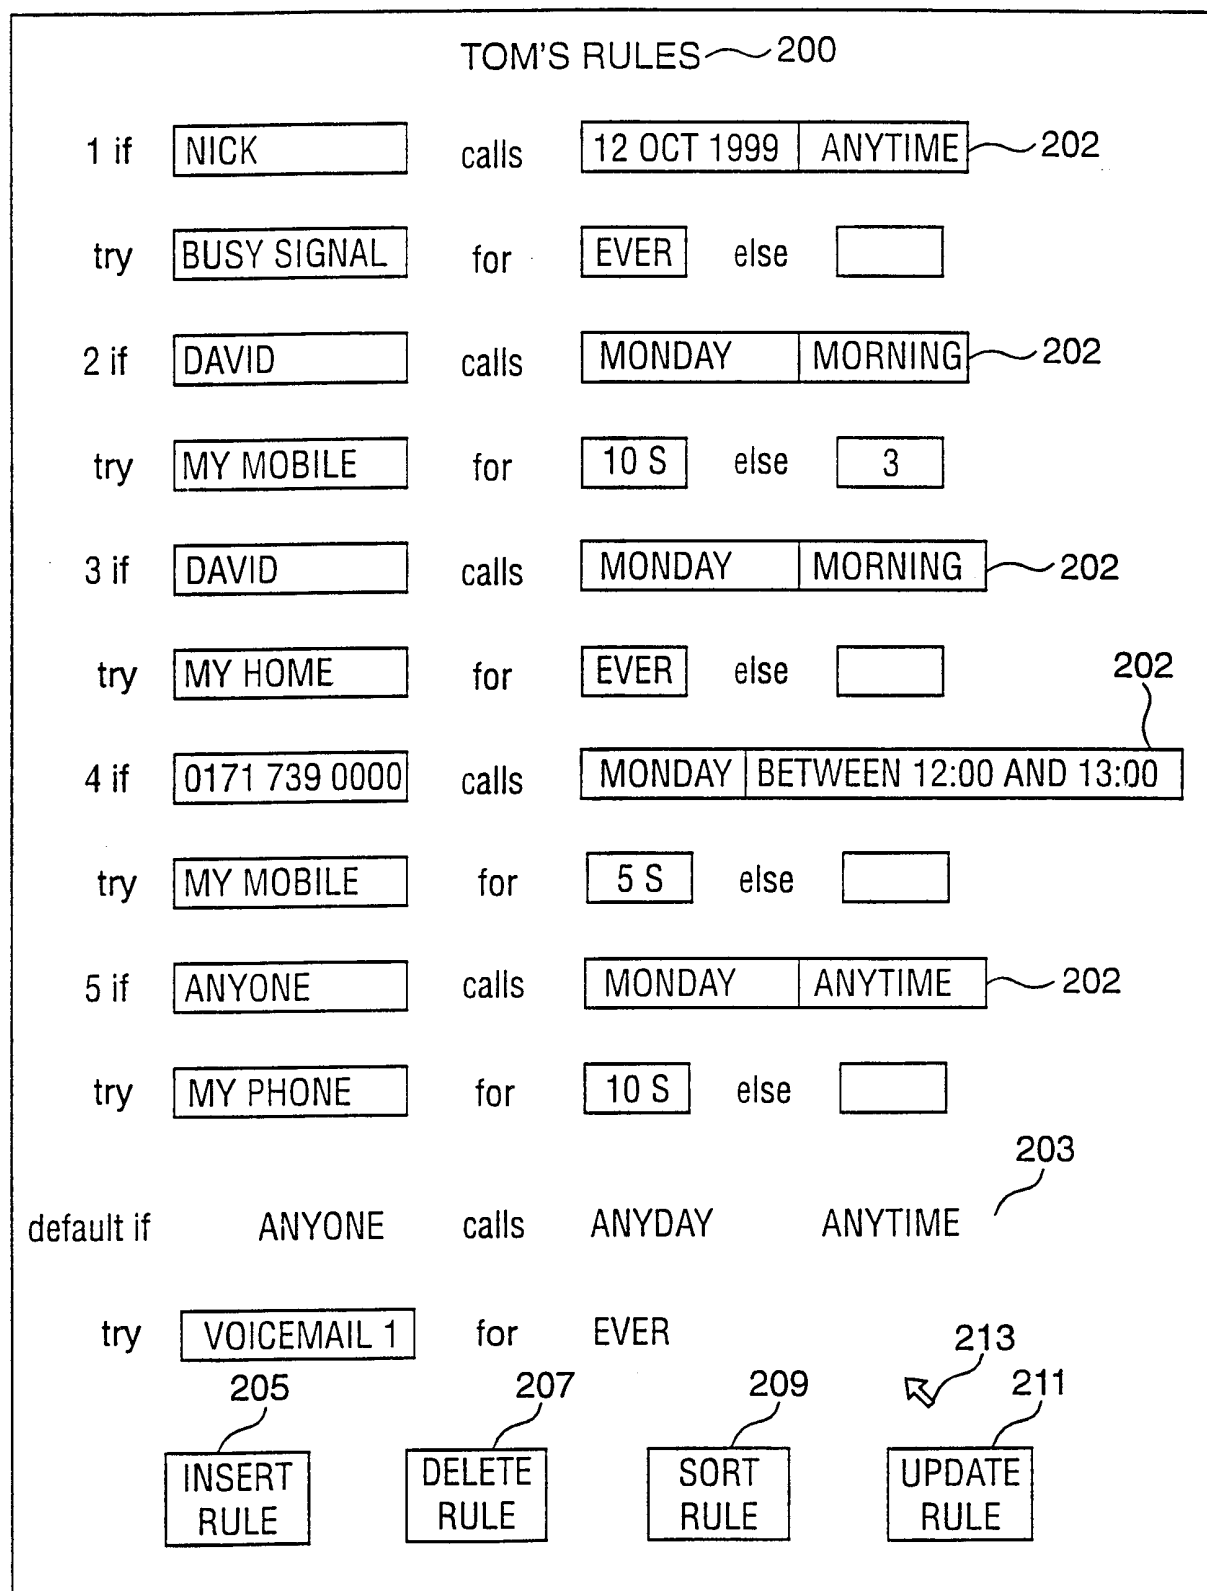 TOM'S RULES 200
1 if NICK calls 12 OCT 1999 ANYTIME 202
try BUSY SIGNAL for EVER else
2 if DAVID calls MONDAY MORNING 202
try MY MOBILE for 10 S else 3
3 if DAVID calls MONDAY MORNING 202
try MY HOME for EVER else
202
4 if 0171 739 0000 calls MONDAY BETWEEN 12:00 AND 13:00
try MY MOBILE for 5 S else
5 if ANYONE calls MONDAY ANYTIME 202
try MY PHONE for 10 S else
203
default if ANYONE calls ANYDAY ANYTIME
try VOICEMAIL 1 for EVER
213
205 207 209 211
INSERT RULE
DELETE RULE
SORT RULE
UPDATE RULE